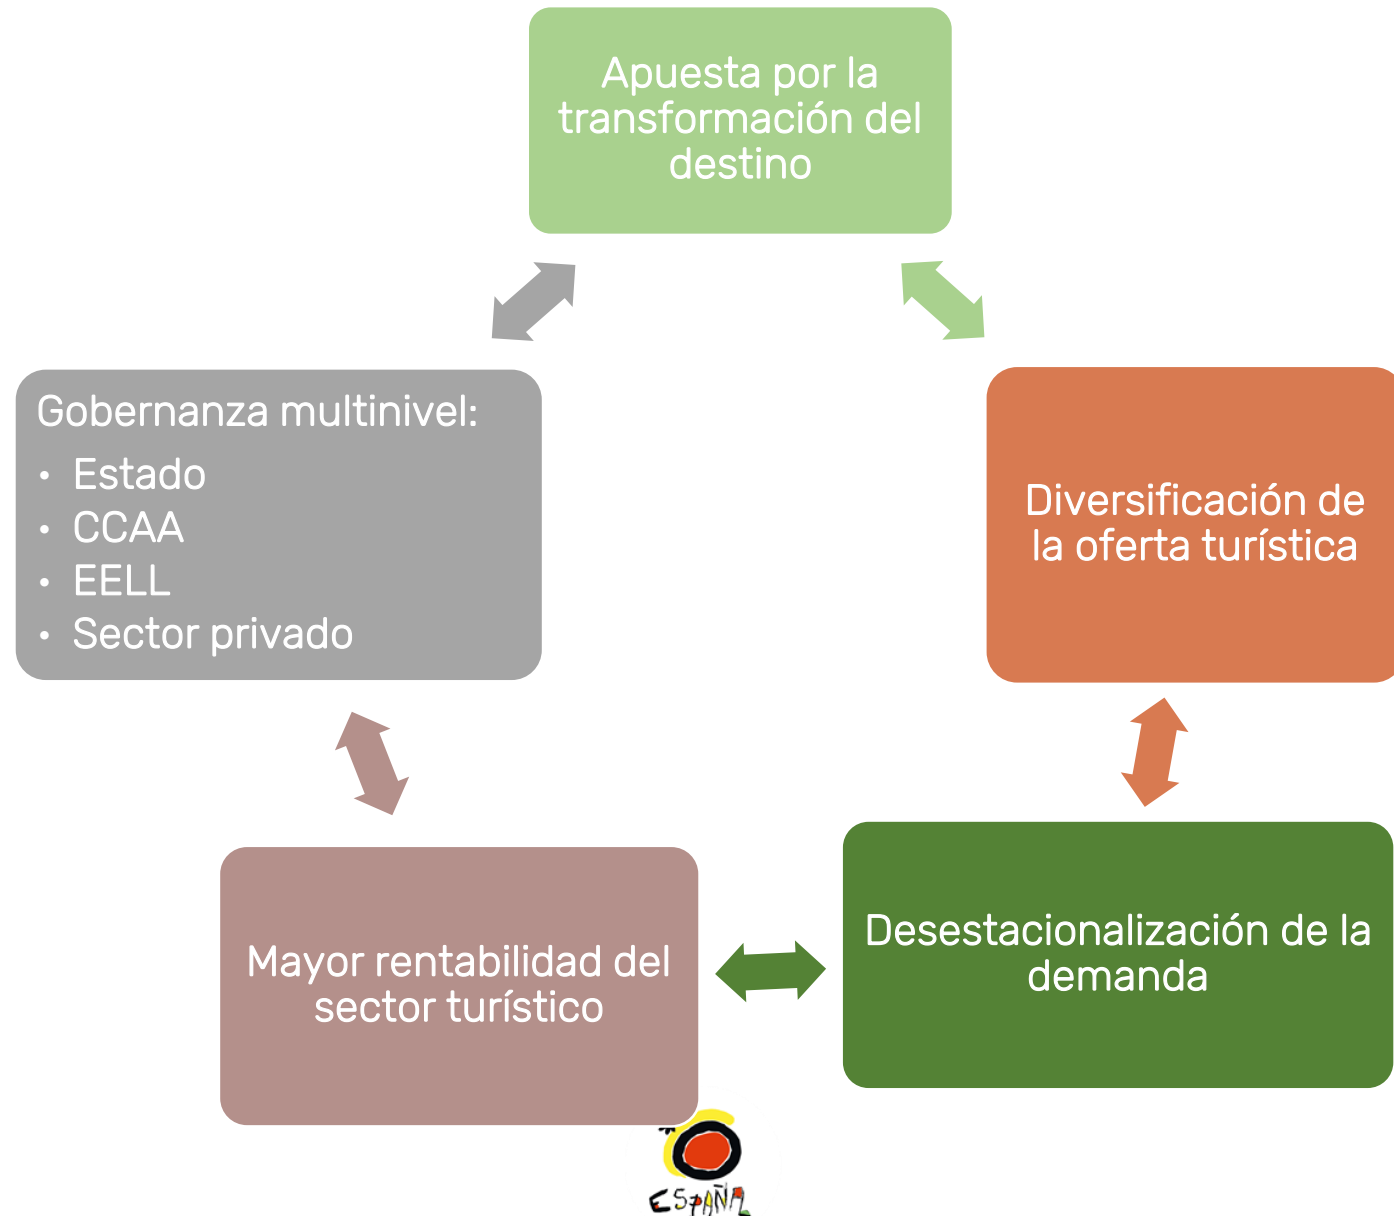 Apuesta por la
transformación del
destino
Gobernanza multinivel:
• Estado
• CCAA
• EELL
• Sector privado
Diversificación de
la oferta turística
Desestacionalización de la
demanda
Mayor rentabilidad del
sector turístico
ESPAÑA